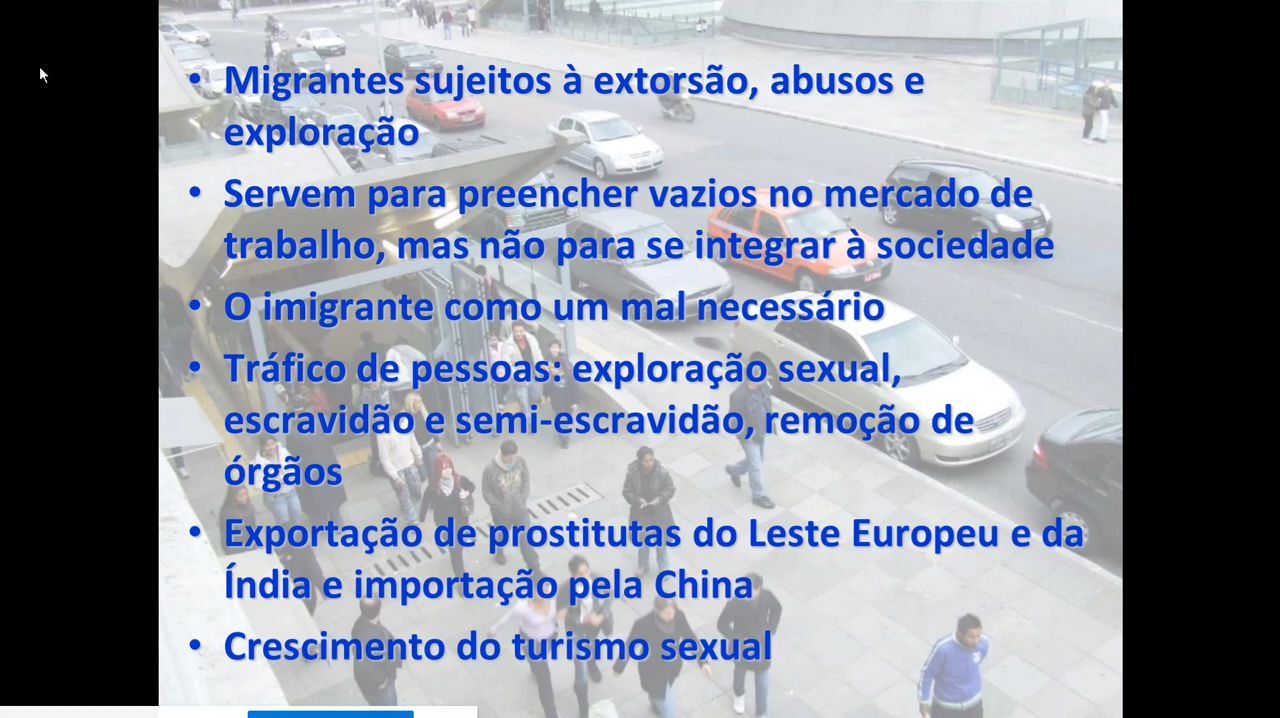 • Migrantes sujeitos à extorsão, abusos e
exploração
• Servem para preencher vazios no mercado de
trabalho, mas não para se integrar à sociedade
• O imigrante como um mal necessário
• Tráfico de pessoas: exploração sexual,
escravidão e semi-escravidão, remoção de
órgãos
• Exportação de prostitutas do Leste Europeu e da
Índia e importação pela China
• Crescimento do turismo sexual